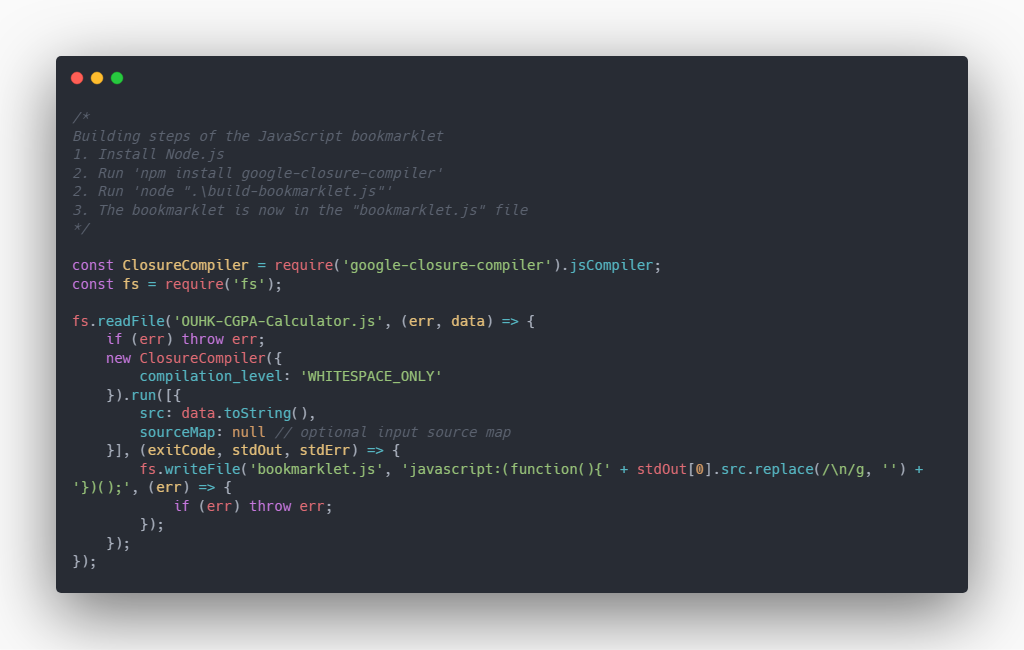 /*
Building steps of the JavaScript bookmarklet
1. Install Node.js
2. Run 'npm install google-closure-compiler'
2. Run 'node ".\build-bookmarklet.js"'
3. The bookmarklet is now in the "bookmarklet.js" file
*/

const ClosureCompiler = require('google-closure-compiler').jsCompiler;
const fs = require('fs');

fs.readFile('OUHK-CGPA-Calculator.js', (err, data) => {
    if (err) throw err;
    new ClosureCompiler({
        compilation_level: 'WHITESPACE_ONLY'
    }).run([{
        src: data.toString(),
        sourceMap: null // optional input source map
    }], (exitCode, stdOut, stdErr) => {
        fs.writeFile('bookmarklet.js', 'javascript:(function(){' + stdOut[0].src.replace(/\n/g, '') +
'})();', (err) => {
            if (err) throw err;
        });
    });
});